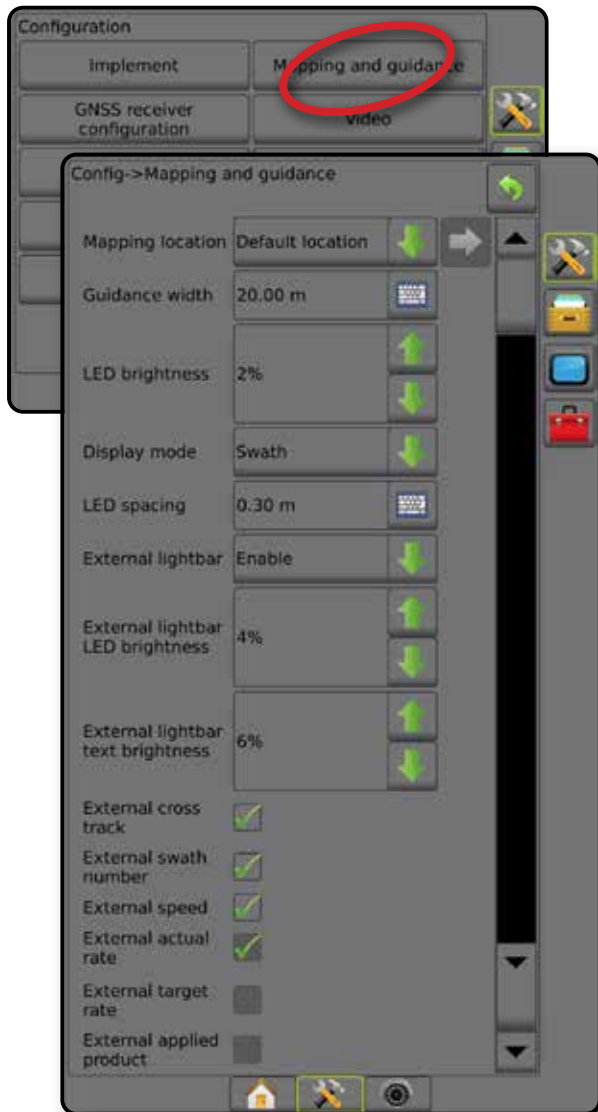 Configuration
Implement
Mapping and guidance
GNSS receiver
configuration
Video
Config->Mapping and guidance
Mapping location
Default location
Guidance width
20.00 m
LED brightness
2%
Display mode
Swath
LED spacing
0.30 m
External lightbar
Enable
External lightbar
LED brightness
4%
External lightbar
text brightness
6%
External cross
track
External swath
number
External speed
External actual
rate
External target
rate
External applied
product